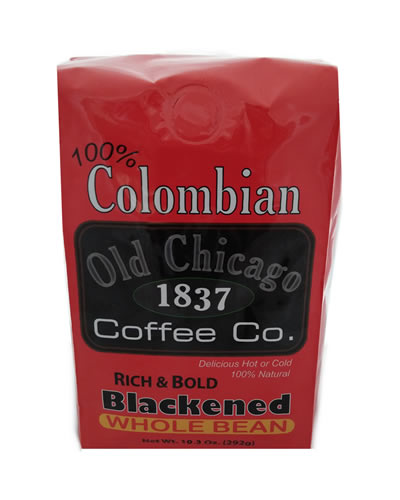 100%
Colombian
Old Chicago
1837
Coffee Co.
Delicious Hot or Cold
100% Natural
RICH & BOLD
Blackened
WHOLE BEAN
Net Wt. 10.3 Oz. (292g)